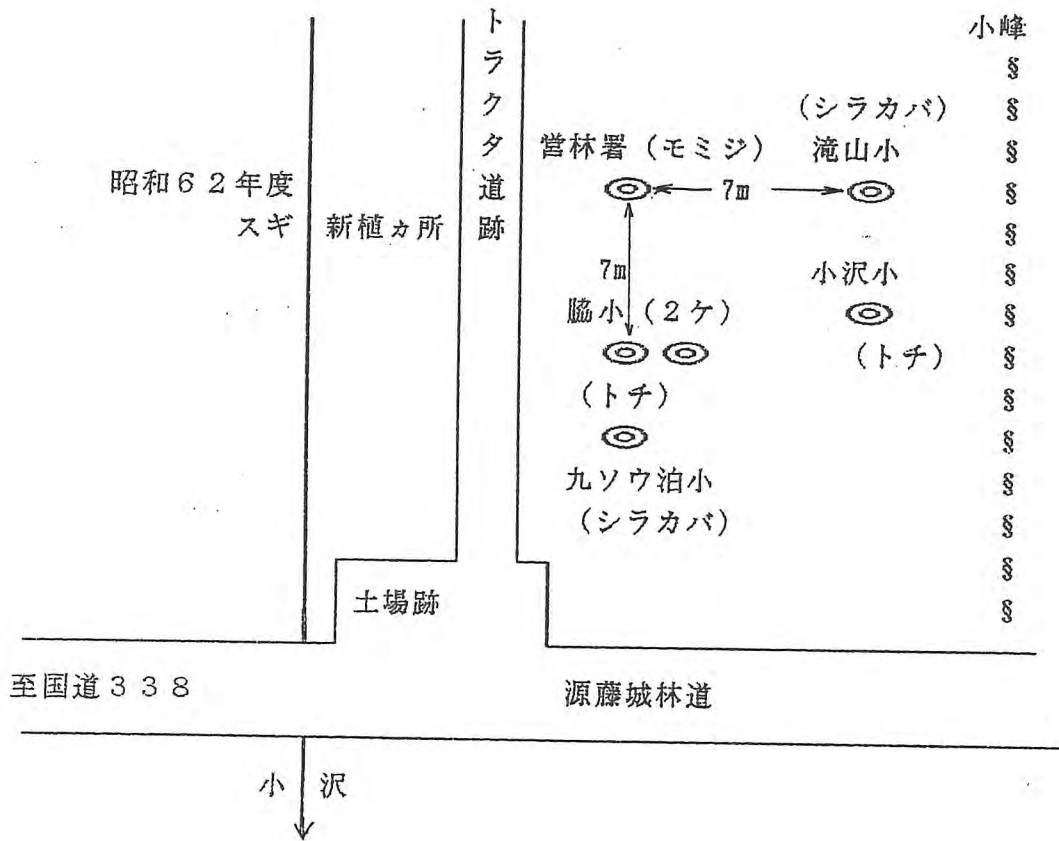 小峰
トラクタ道跡
(シラカバ)
営林署(モミジ)
滝山小
7m
昭和62年度
スギ
新植ヵ所
7m
小沢小
(トチ)
脇小(2ケ)
(トチ)
九ソウ泊小
(シラカバ)
土場跡
至国道338
源藤城林道
小沢